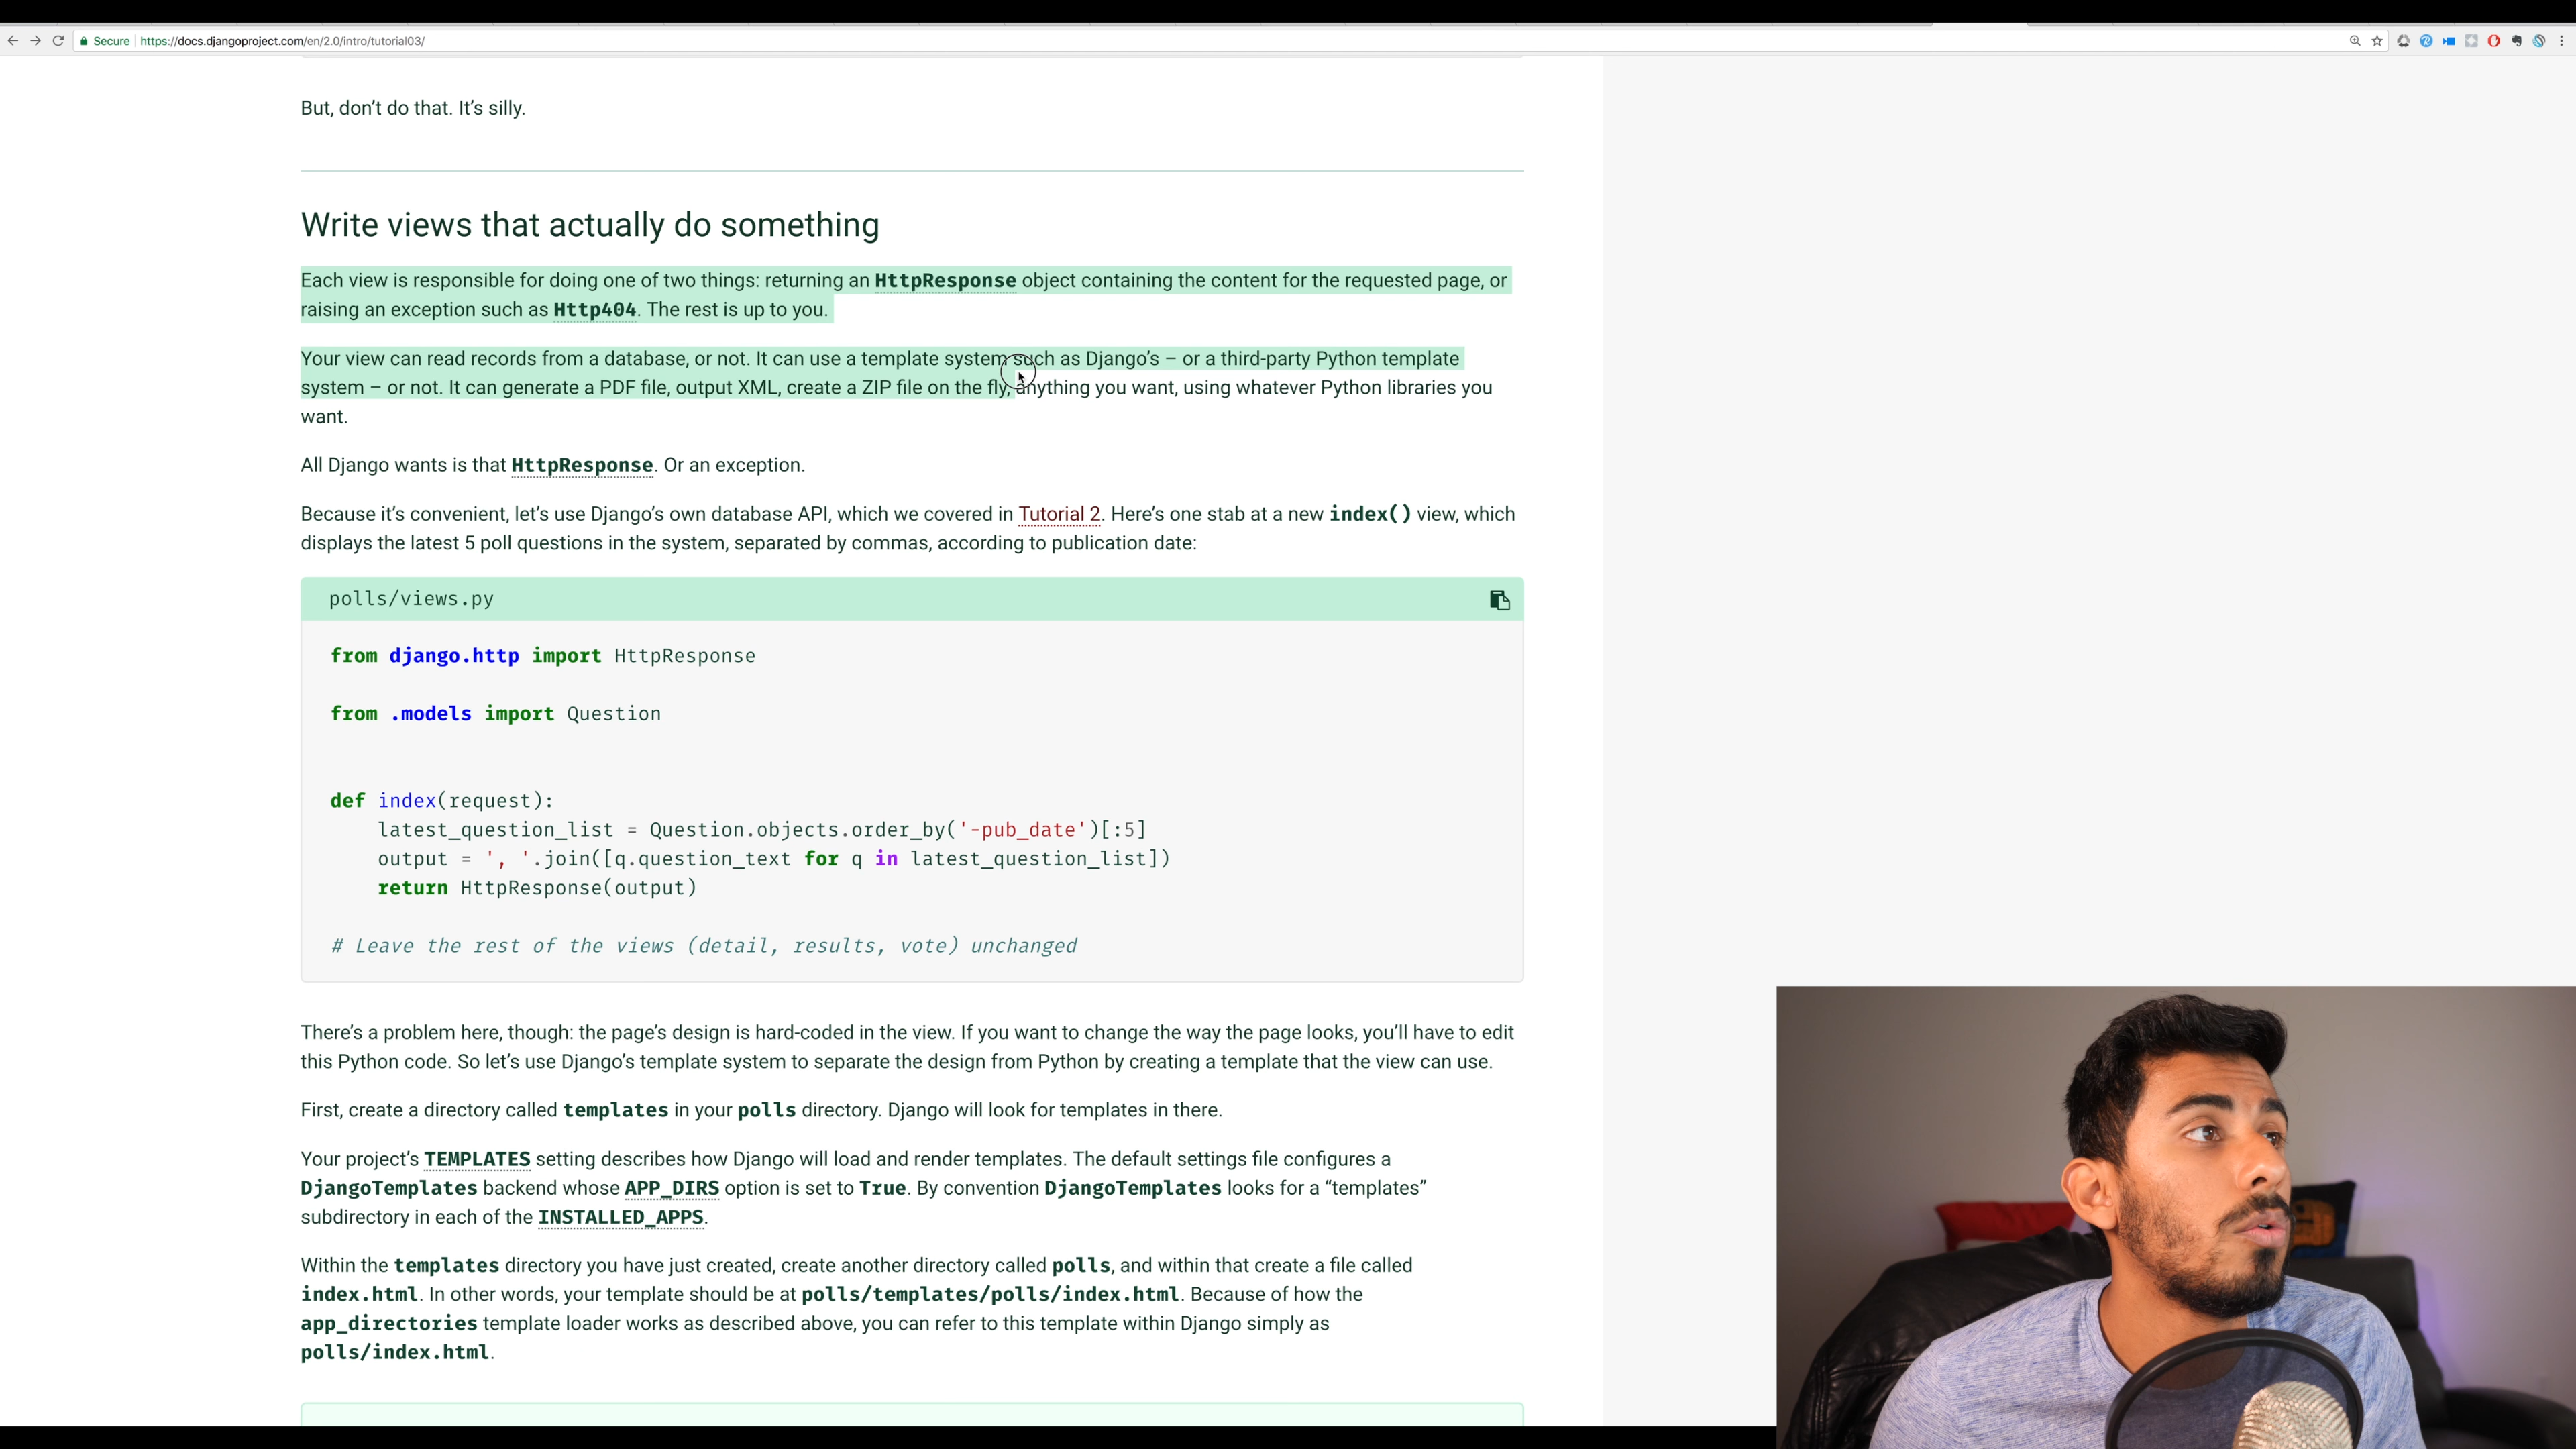 Secure https://docs.djangoproject.com/en/2.0/intro/tutorial03/
But, don’t do that. It’s silly.
Write views that actually do something
Each view is responsible for doing one of two things: returning an HttpResponse object containing the content for the requested page, or
raising an exception such as Http404. The rest is up to you.
Your view can read records from a database, or not. It can use a template system such as Django’s – or a third-party Python template
system – or not. It can generate a PDF file, output XML, create a ZIP file on the fly, anything you want, using whatever Python libraries you
want.
All Django wants is that HttpResponse. Or an exception.
Because it’s convenient, let’s use Django’s own database API, which we covered in Tutorial 2. Here’s one stab at a new index() view, which
displays the latest 5 poll questions in the system, separated by commas, according to publication date:
polls/views.py
from django.http import HttpResponse
from .models import Question
def index(request):
    latest_question_list = Question.objects.order_by('-pub_date')[:5]
    output = ', '.join([q.question_text for q in latest_question_list])
    return HttpResponse(output)
# Leave the rest of the views (detail, results, vote) unchanged
There’s a problem here, though: the page’s design is hard-coded in the view. If you want to change the way the page looks, you’ll have to edit
this Python code. So let’s use Django’s template system to separate the design from Python by creating a template that the view can use.
First, create a directory called templates in your polls directory. Django will look for templates in there.
Your project’s TEMPLATES setting describes how Django will load and render templates. The default settings file configures a
DjangoTemplates backend whose APP_DIRS option is set to True. By convention DjangoTemplates looks for a “templates”
subdirectory in each of the INSTALLED_APPS.
Within the templates directory you have just created, create another directory called polls, and within that create a file called
index.html. In other words, your template should be at polls/templates/polls/index.html. Because of how the
app_directories template loader works as described above, you can refer to this template within Django simply as
polls/index.html.